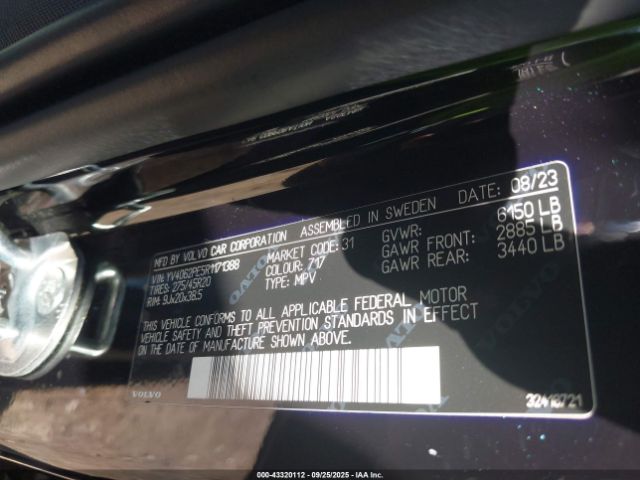 MFD BY VOLVO CAR CORPORATION ASSEMBLED IN SWEDEN DATE: 08/23
VIN: YV4062PE5R1171388 MARKET CODE: 31 GVWR: 6150 LB
TIRES: 275/45R20 COLOUR: 717 GAWR FRONT: 2885 LB
RIM: 9Jx20x38.5 TYPE: MPV GAWR REAR: 3440 LB
THIS VEHICLE CONFORMS TO ALL APPLICABLE FEDERAL MOTOR
VEHICLE SAFETY AND THEFT PREVENTION STANDARDS IN EFFECT
ON THE DATE OF MANUFACTURE SHOWN ABOVE.
VOLVO 32418721
000-43320112 - 09/25/2025 - Copyright © IAA, Inc.